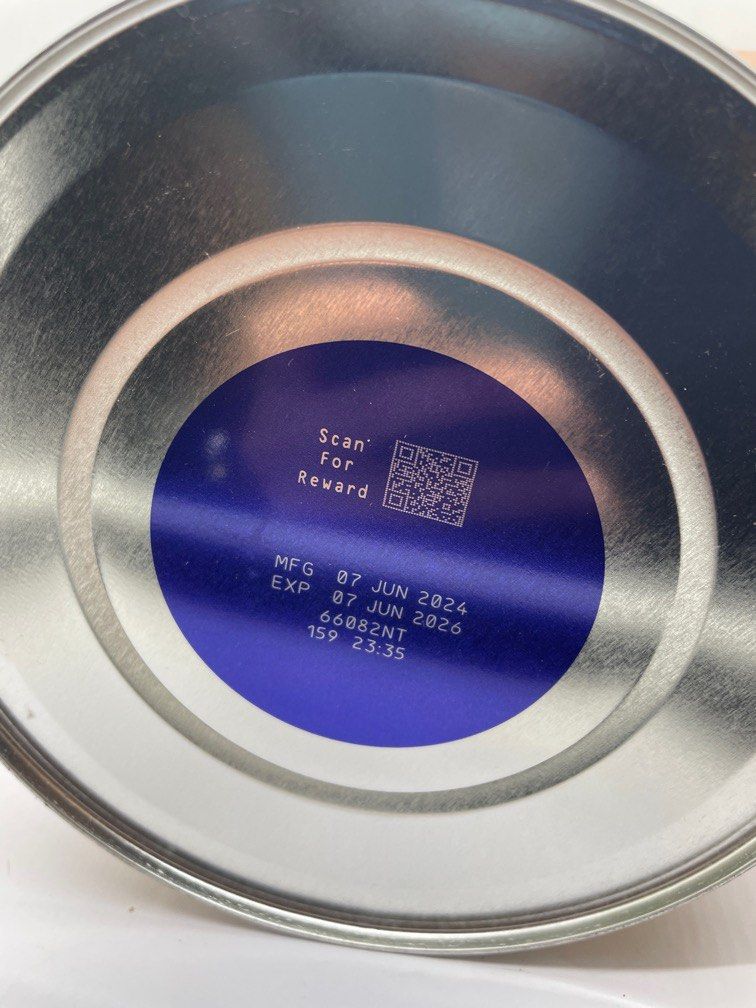 Scan
For
Reward
MFG 07 JUN 2024
EXP 07 JUN 2026
66082NT
159 23:35